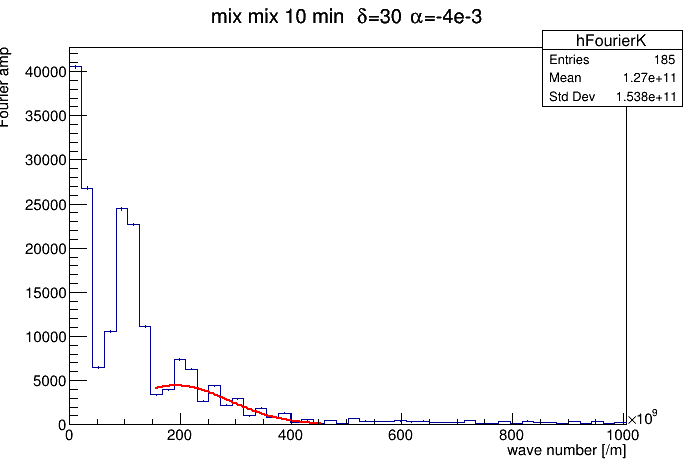 mix mix 10 min δ=30 α=-4e-3
hFourierK
Entries 185
Mean 1.27e+11
Std Dev 1.538e+11
Fourier amp
40000
35000
30000
25000
20000
15000
10000
5000
0
0 200 400 600 800 1000
×10⁹
wave number [/m]